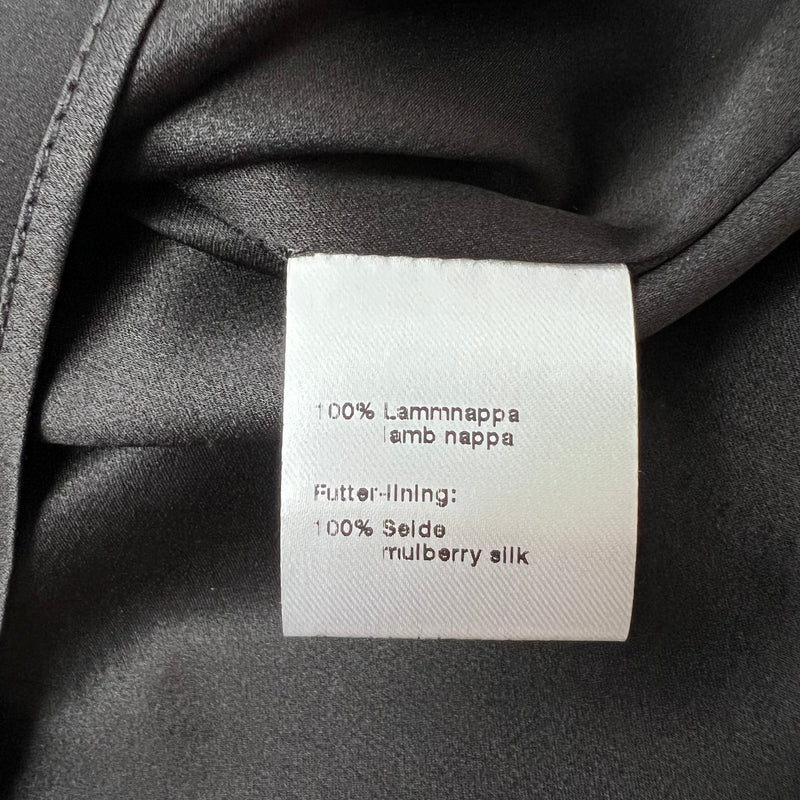 100% Lammnappa
lamb nappa
Futter-lining:
100% Seide
mulberry silk